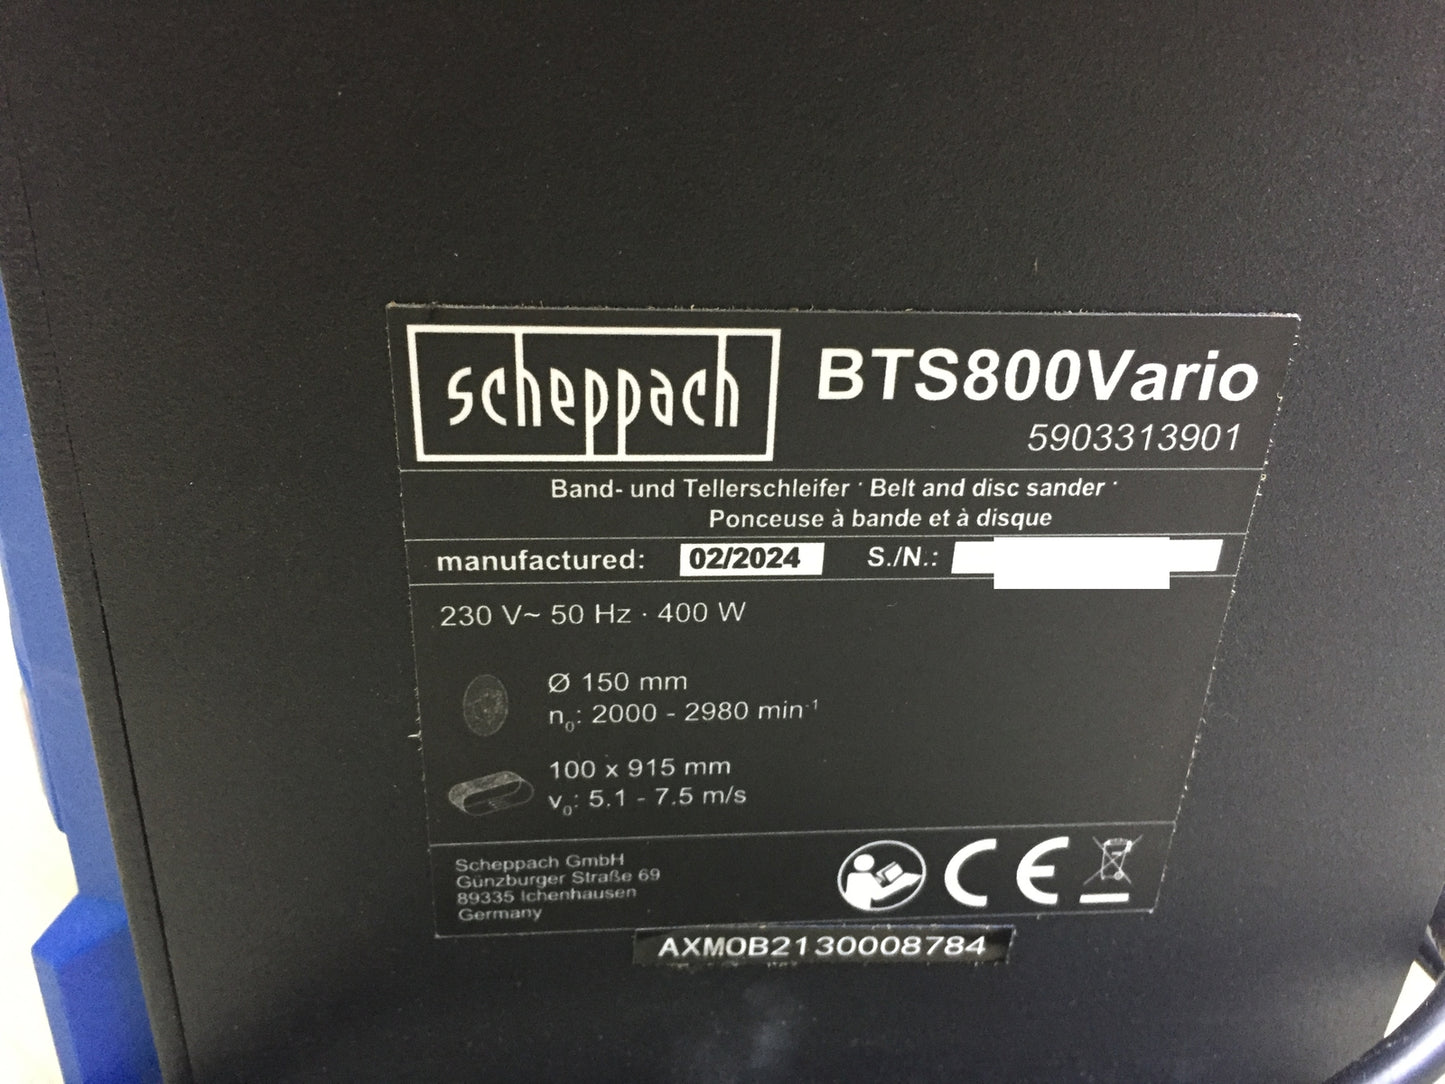 scheppach
BTS800Vario
5903313901
Band- und Tellerschleifer · Belt and disc sander ·
Ponceuse à bande et à disque
manufactured: 02/2024 S./N.:
230 V~ 50 Hz · 400 W
Ø 150 mm
n₀: 2000 - 2980 min⁻¹
100 x 915 mm
v₀: 5.1 - 7.5 m/s
Scheppach GmbH
Günzburger Straße 69
89335 Ichenhausen
Germany
CE
AXMOB2130008784